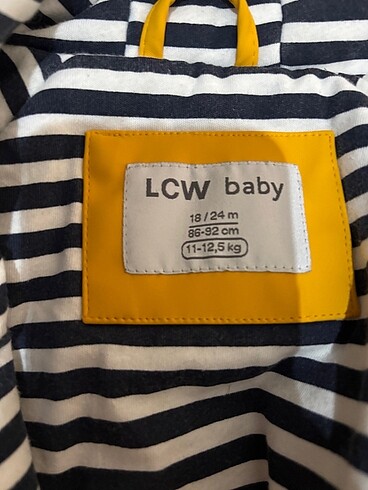 LCW baby
18 / 24 m
86-92 cm
11-12,5 kg